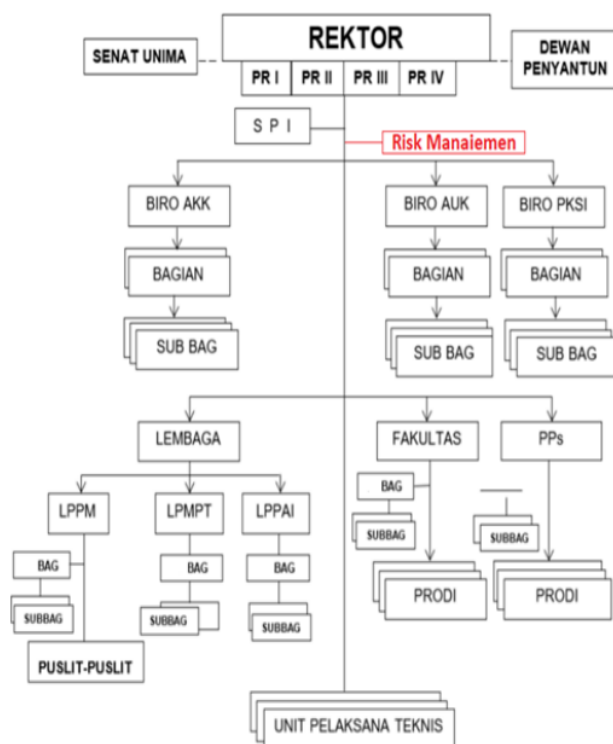 REKTOR
SENAT UNIMA
DEWAN
PENYANTUN
PR I PR II PR III PR IV
S P I
Risk Manaiemen
BIRO AKK
BIRO AUK
BIRO PKSI
BAGIAN
BAGIAN
BAGIAN
SUB BAG
SUB BAG
SUB BAG
LEMBAGA
FAKULTAS
PPs
LPPM
LPMPT
LPPAI
BAG
SUBBAG
SUBBAG
BAG
BAG
BAG
PRODI
PRODI
SUBBAG
SUBBAG
SUBBAG
PUSLIT-PUSLIT
UNIT PELAKSANA TEKNIS